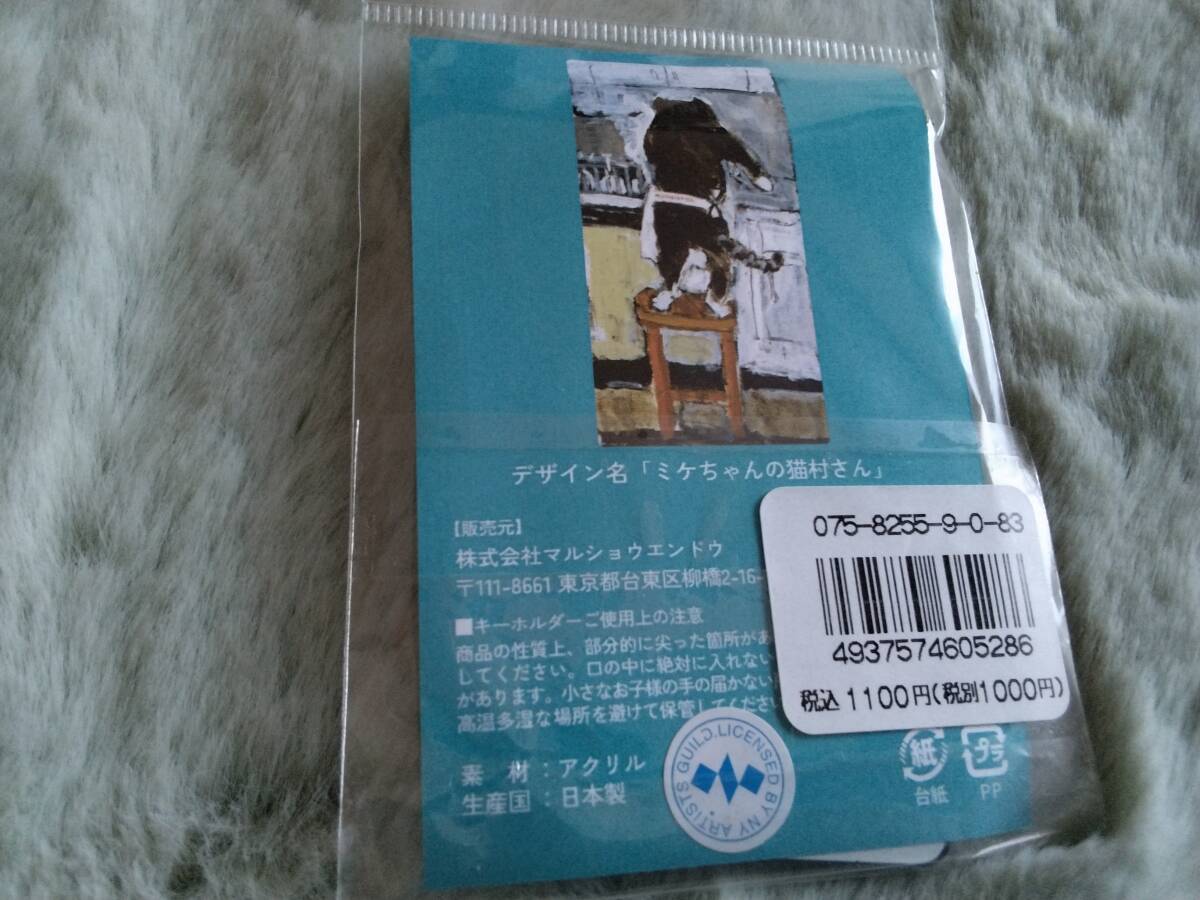 デザイン名「ミケちゃんの猫村さん」
【販売元】
株式会社マルショウエンドウ
〒111-8661 東京都台東区柳橋2-16-
■キーホルダーご使用上の注意
商品の性質上、部分的に尖った箇所があ
してください。口の中に絶対に入れない
があります。小さなお子様の手の届かない
高温多湿な場所を避けて保管してください
素 材：アクリル
生産国：日本製
GUILD.LICENSED BY NY ARTISTS
075-8255-9-0-83
4937574605286
税込1100円(税別1000円)
紙
台紙
プラ
PP